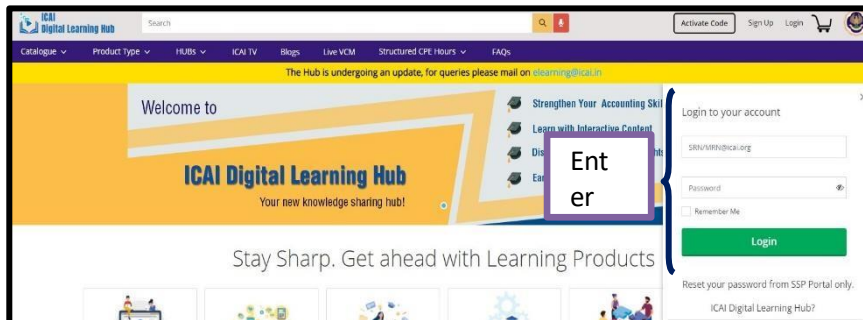 ICAI
Digital Learning Hub
Search
Activate Code Sign Up Login
Catalogue Product Type HUBs ICAI TV Blogs Live VCM Structured CPE Hours FAQs
The Hub is undergoing an update, for queries please mail on elearning@icai.in
Welcome to
ICAI Digital Learning Hub
Your new knowledge sharing hub!
Strengthen Your Accounting Skil
Learn with Interactive Content
Dis
Ea
Ent
er
Login to your account
SRN/MRN@icai.org
Password
Remember Me
Login
Reset your password from SSP Portal only.
ICAI Digital Learning Hub?
Stay Sharp. Get ahead with Learning Products